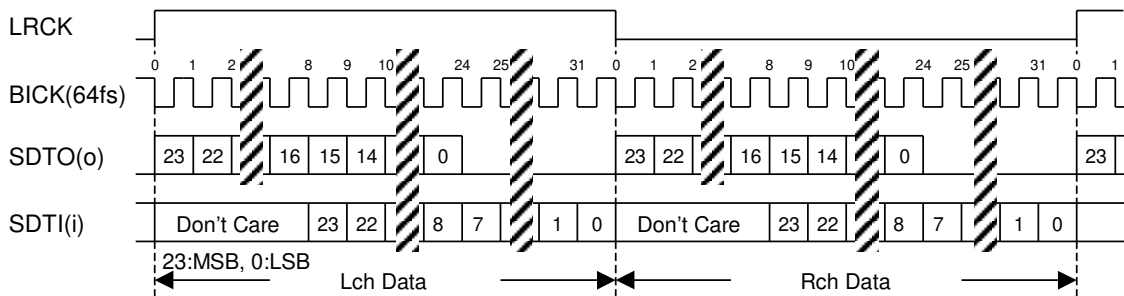 LRCK
0 1 2 8 9 10 24 25 31 0 1 2 8 9 10 24 25 31 0 1
BICK(64fs)
SDTO(o) 23 22 16 15 14 0 23 22 16 15 14 0 23
SDTI(i) Don't Care 23 22 8 7 1 0 Don't Care 23 22 8 7 1 0
23:MSB, 0:LSB
Lch Data Rch Data